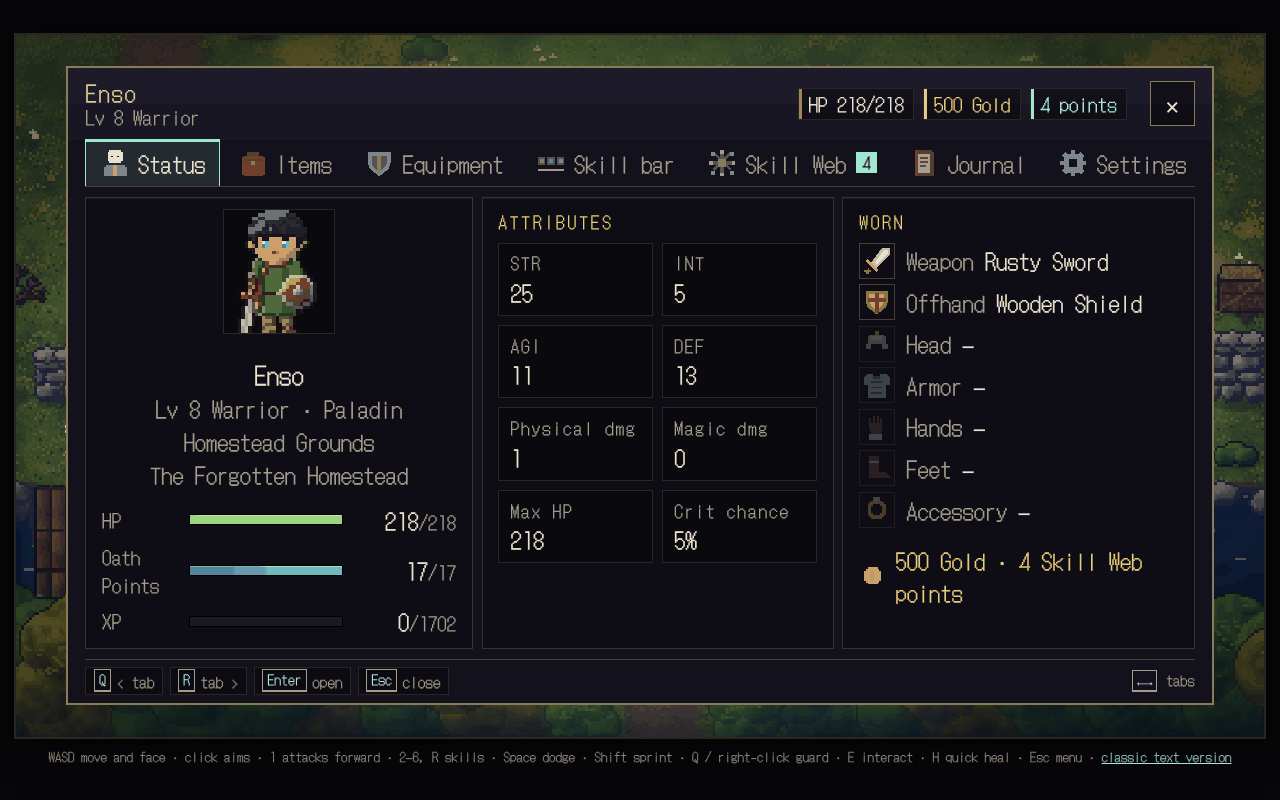 Enso
Lv 8 Warrior
HP 218/218
500 Gold
4 points
×
Status
Items
Equipment
Skill bar
Skill Web 4
Journal
Settings
Enso
Lv 8 Warrior · Paladin
Homestead Grounds
The Forgotten Homestead
HP 218/218
Oath Points 17/17
XP 0/1702
ATTRIBUTES
STR
25
INT
5
AGI
11
DEF
13
Physical dmg
1
Magic dmg
0
Max HP
218
Crit chance
5%
WORN
Weapon Rusty Sword
Offhand Wooden Shield
Head —
Armor —
Hands —
Feet —
Accessory —
500 Gold · 4 Skill Web
points
Q < tab
R tab >
Enter open
Esc close
↔ tabs
WASD move and face · click aims · 1 attacks forward · 2–6, R skills · Space dodge · Shift sprint · Q / right-click guard · E interact · H quick heal · Esc menu · classic text version